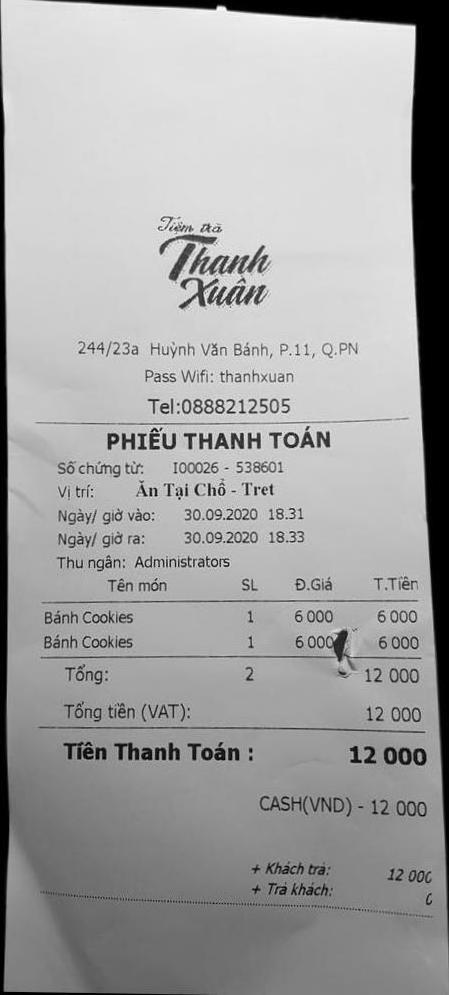 Tiệm trà
Thanh
Xuân
244/23a Huỳnh Văn Bánh, P.11, Q.PN
Pass Wifi: thanhxuan
Tel:0888212505
PHIẾU THANH TOÁN
Số chứng từ: I00026 - 538601
Vị trí: Ăn Tại Chổ - Tret
Ngày/ giờ vào: 30.09.2020 18.31
Ngày/ giờ ra: 30.09.2020 18.33
Thu ngân: Administrators
Tên món SL Đ.Giá T.Tiền
Bánh Cookies 1 6 000 6 000
Bánh Cookies 1 6 000 6 000
Tổng: 2 12 000
Tổng tiền (VAT): 12 000
Tiền Thanh Toán : 12 000
CASH(VND) - 12 000
+ Khách trả: 12 000
+ Trả khách: 0